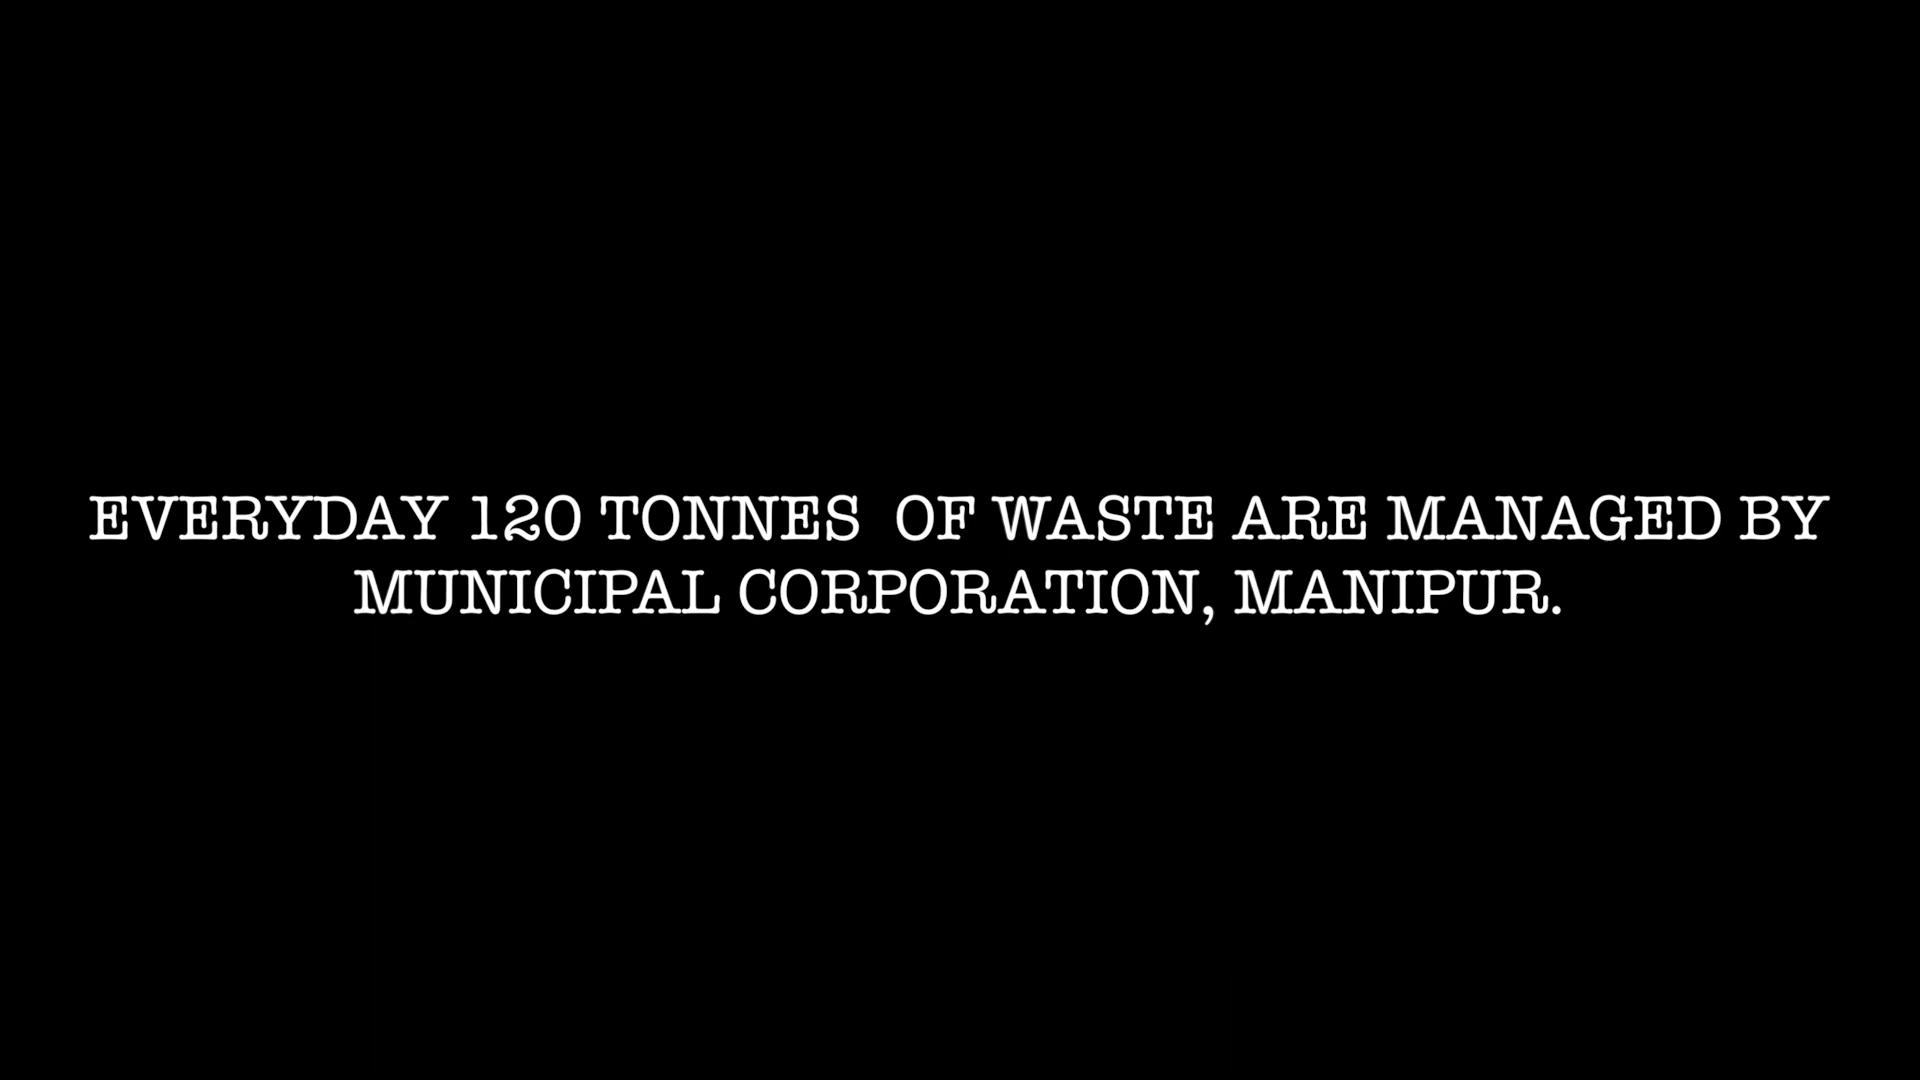 EVERYDAY 120 TONNES  OF WASTE ARE MANAGED BY
MUNICIPAL CORPORATION, MANIPUR.